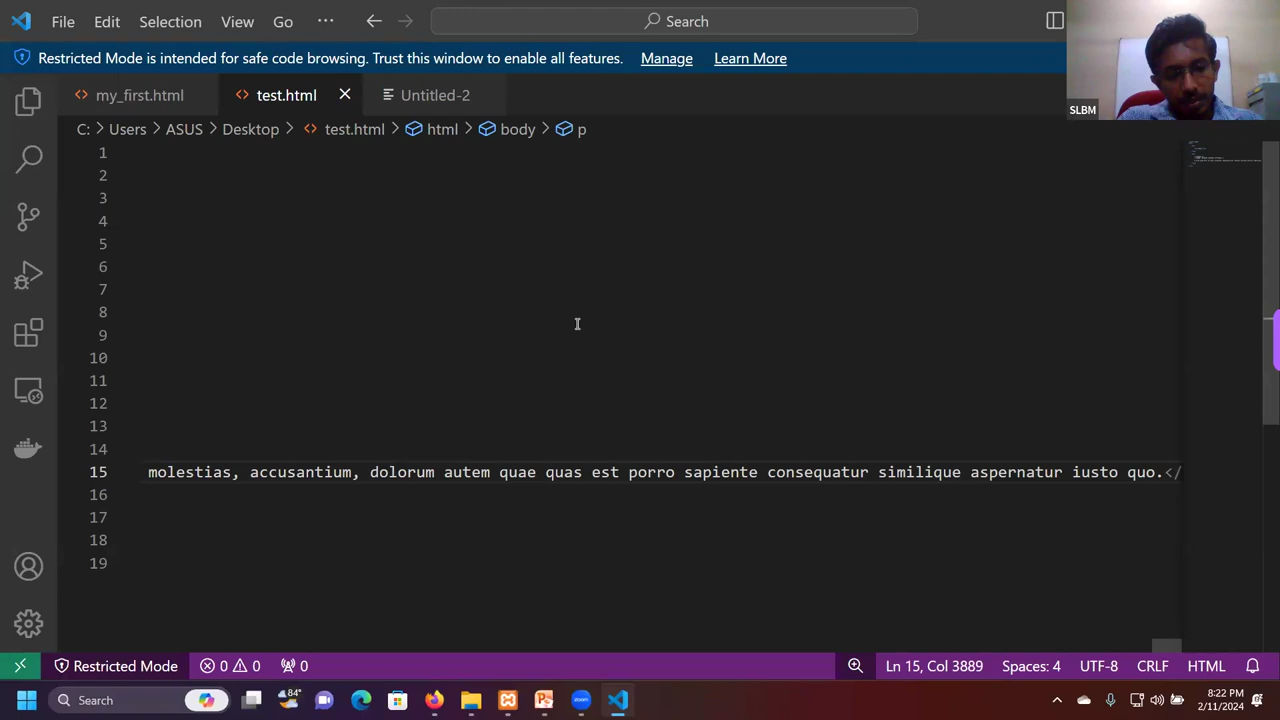 File Edit Selection View Go ··· Search
Restricted Mode is intended for safe code browsing. Trust this window to enable all features. Manage Learn More
SLBM
my_first.html test.html Untitled-2
C: > Users > ASUS > Desktop > test.html > html > body > p
1
2
3
4
5
6
7
8
9
10
11
12
13
14
15 molestias, accusantium, dolorum autem quae quas est porro sapiente consequatur similique aspernatur iusto quo.</
16
17
18
19
Restricted Mode 0 0 0 Ln 15, Col 3889 Spaces: 4 UTF-8 CRLF HTML
Search 84° zoom 8:22 PM
2/11/2024